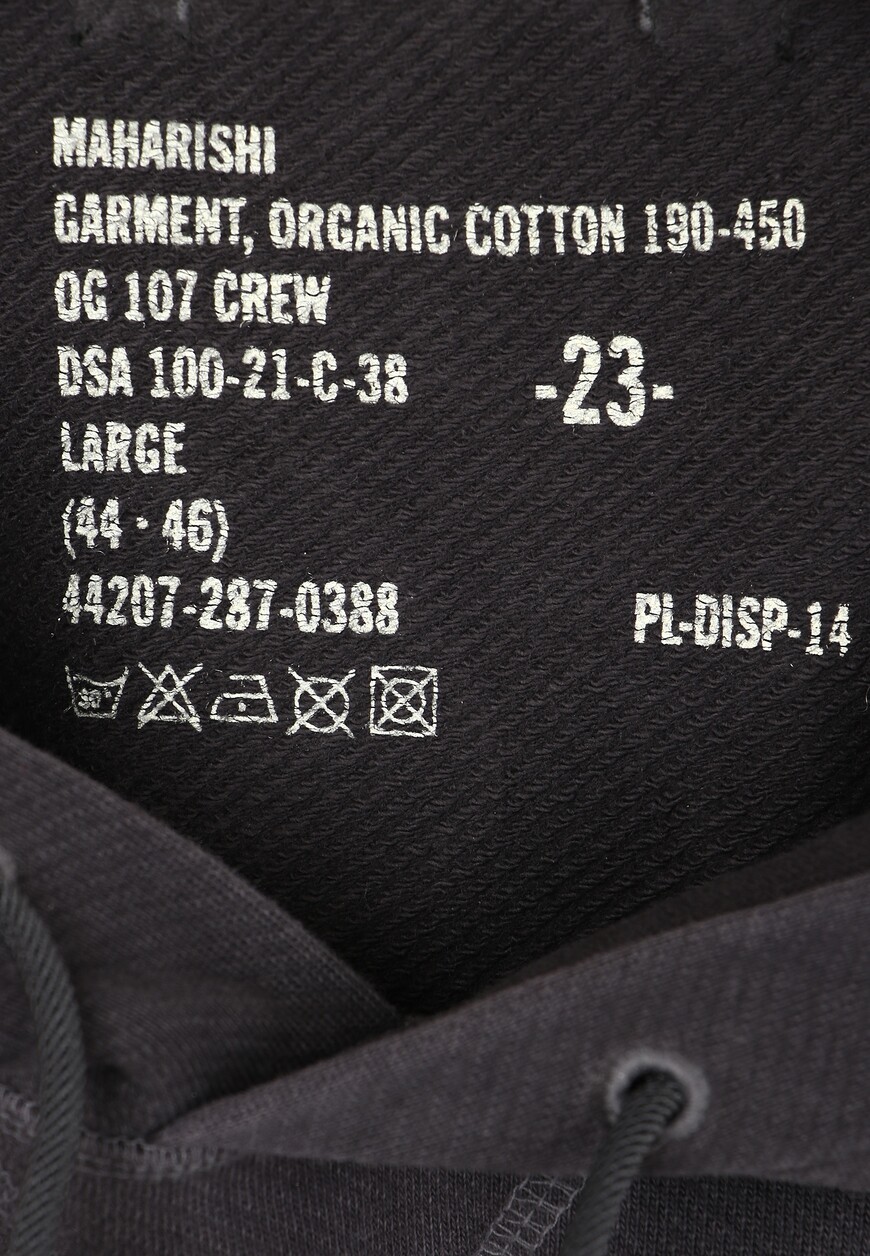 MAHARISHI
GARMENT, ORGANIC COTTON 190-450
OG 107 CREW
DSA 100-21-C-38
-23-
LARGE
(44 · 46)
44207-287-0388
PL-DISP-14
30°